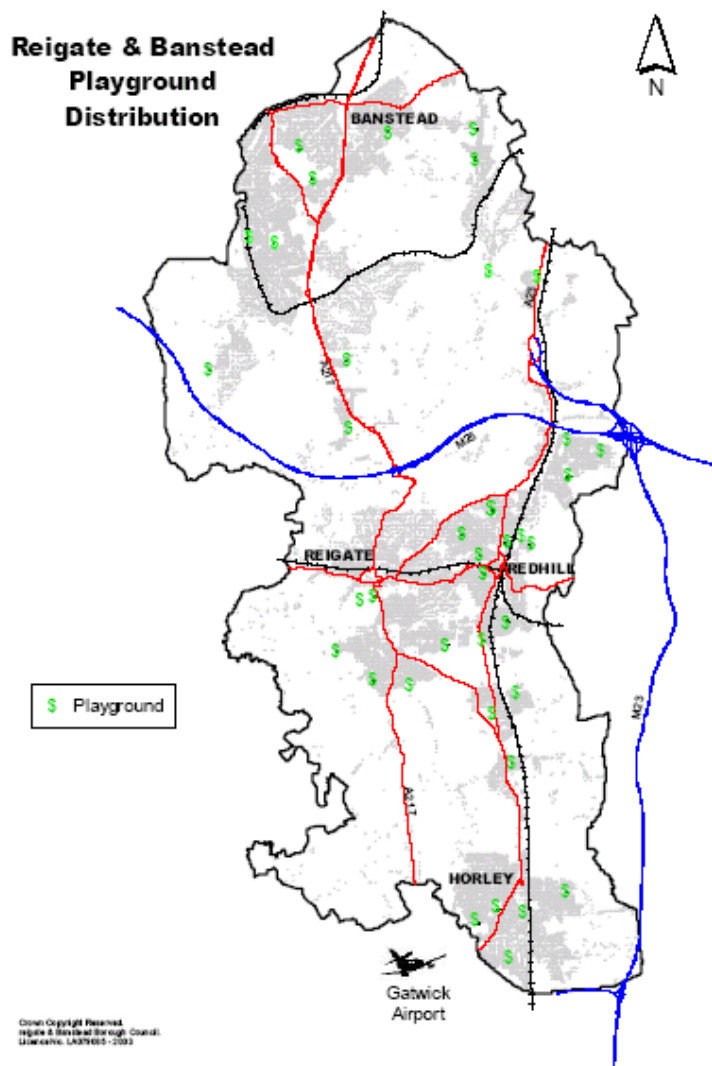 Reigate & Banstead
Playground
Distribution
N
BANSTEAD
A23
A217
M25
REIGATE
REDHILL
$ Playground
M23
A217
HORLEY
Gatwick
Airport
Crown Copyright Reserved.
reigate & Banstead Borough Council.